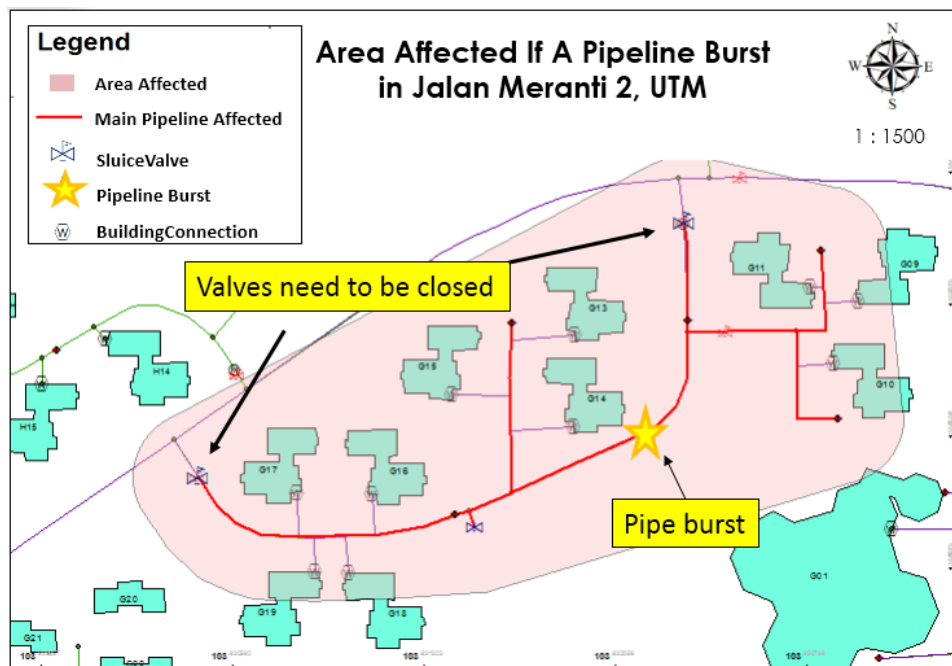 Legend
Area Affected
Main Pipeline Affected
SluiceValve
Pipeline Burst
W
BuildingConnection
Area Affected If A Pipeline Burst
in Jalan Meranti 2, UTM
N
W E
S
1 : 1500
Valves need to be closed
G11
G09
G13
G15
G14
G10
H14
H15
G17
G16
Pipe burst
G01
G19
G18
G20
G21